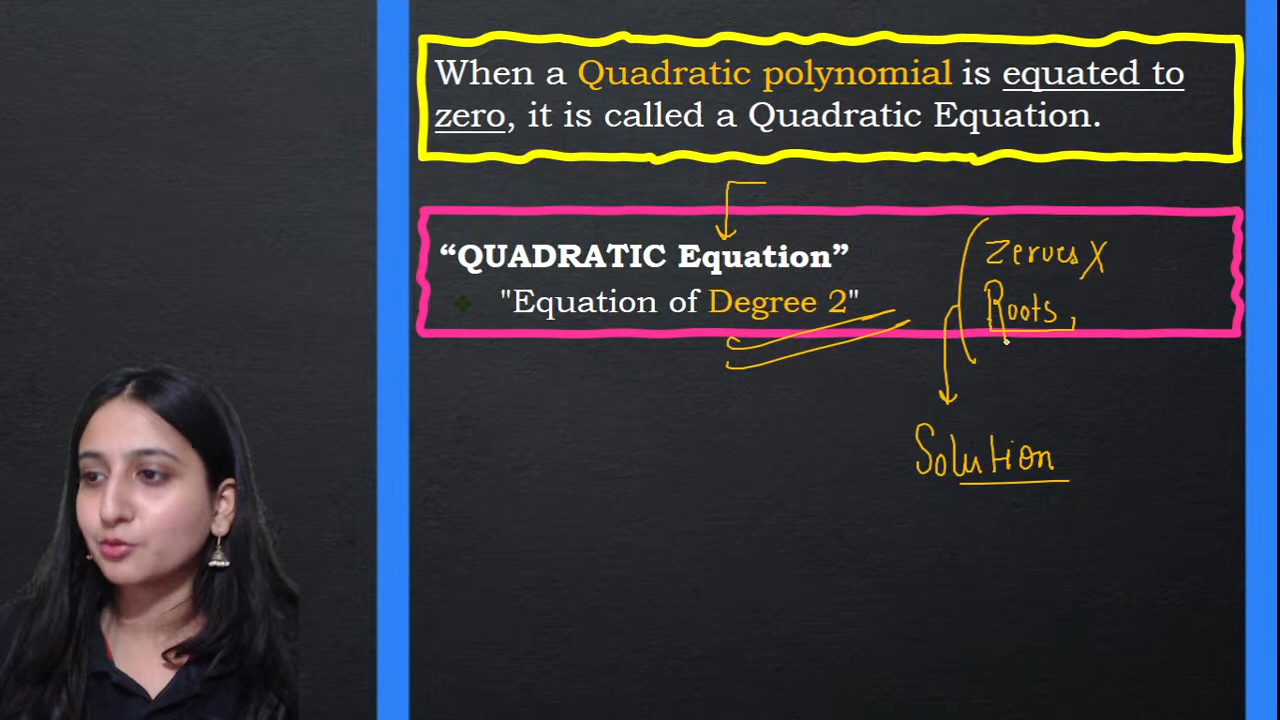 When a Quadratic polynomial is equated to
zero, it is called a Quadratic Equation.
“QUADRATIC Equation”
"Equation of Degree 2"
Zeroes X
Roots,
Solution